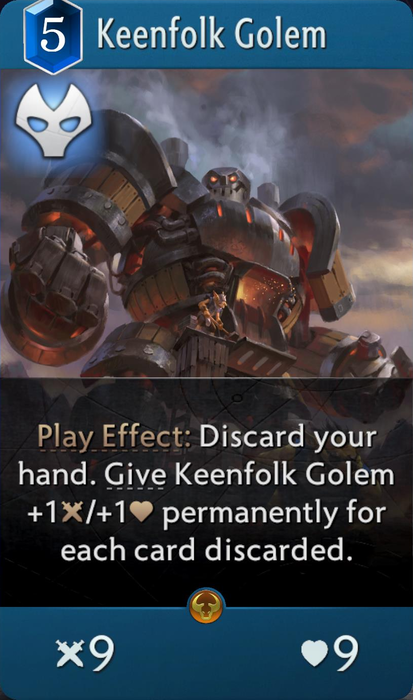 5 Keenfolk Golem
Play Effect: Discard your
hand. Give Keenfolk Golem
+1/+1 permanently for
each card discarded.
9 9